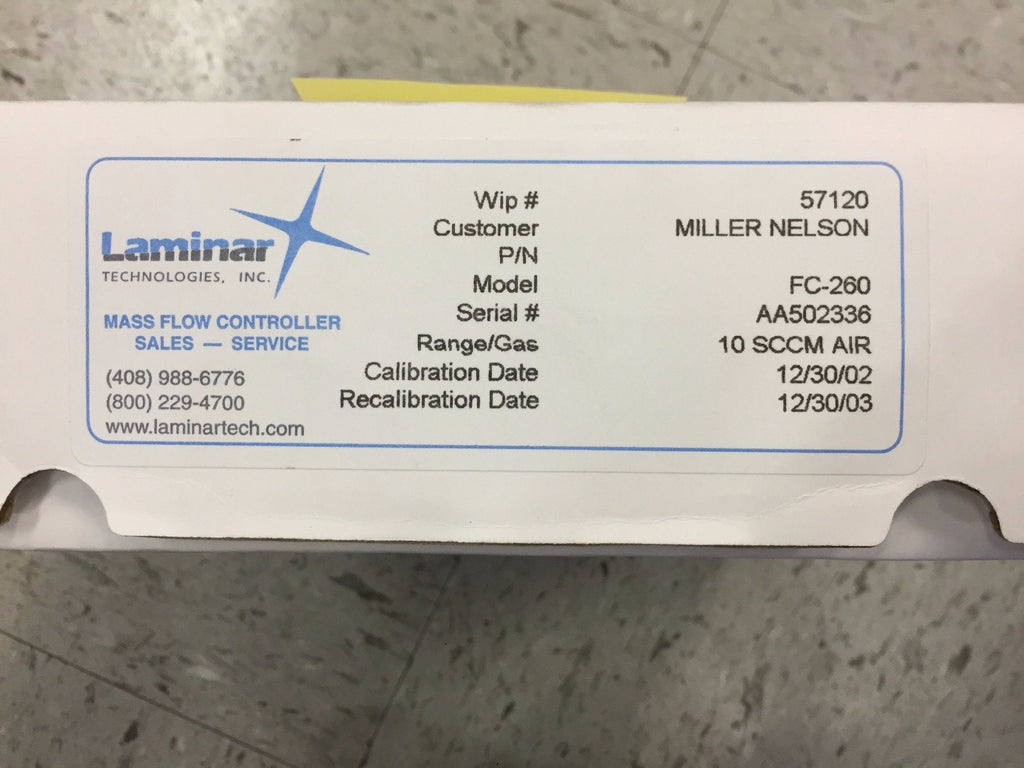 Laminar
TECHNOLOGIES, INC.
MASS FLOW CONTROLLER
SALES — SERVICE
(408) 988-6776
(800) 229-4700
www.laminartech.com
Wip # 57120
Customer MILLER NELSON
P/N
Model FC-260
Serial # AA502336
Range/Gas 10 SCCM AIR
Calibration Date 12/30/02
Recalibration Date 12/30/03